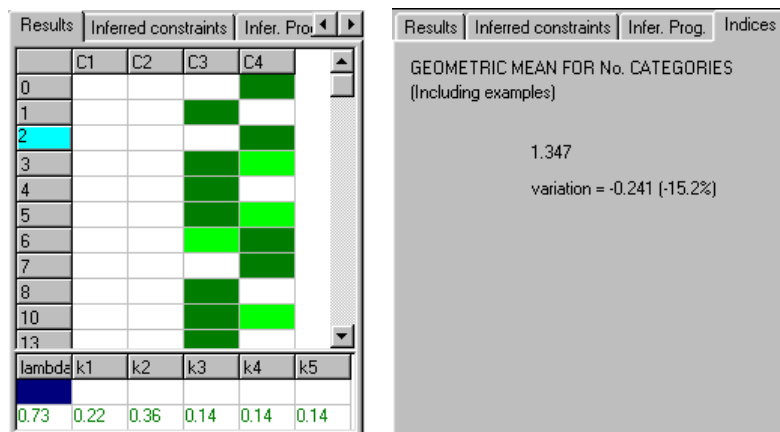 Results Inferred constraints Infer. Pro
C1 C2 C3 C4
0
1
2
3
4
5
6
7
8
10
13
lambda k1 k2 k3 k4 k5
0.73 0.22 0.36 0.14 0.14 0.14
Results Inferred constraints Infer. Prog. Indices
GEOMETRIC MEAN FOR No. CATEGORIES
(Including examples)
1.347
variation = -0.241 (-15.2%)